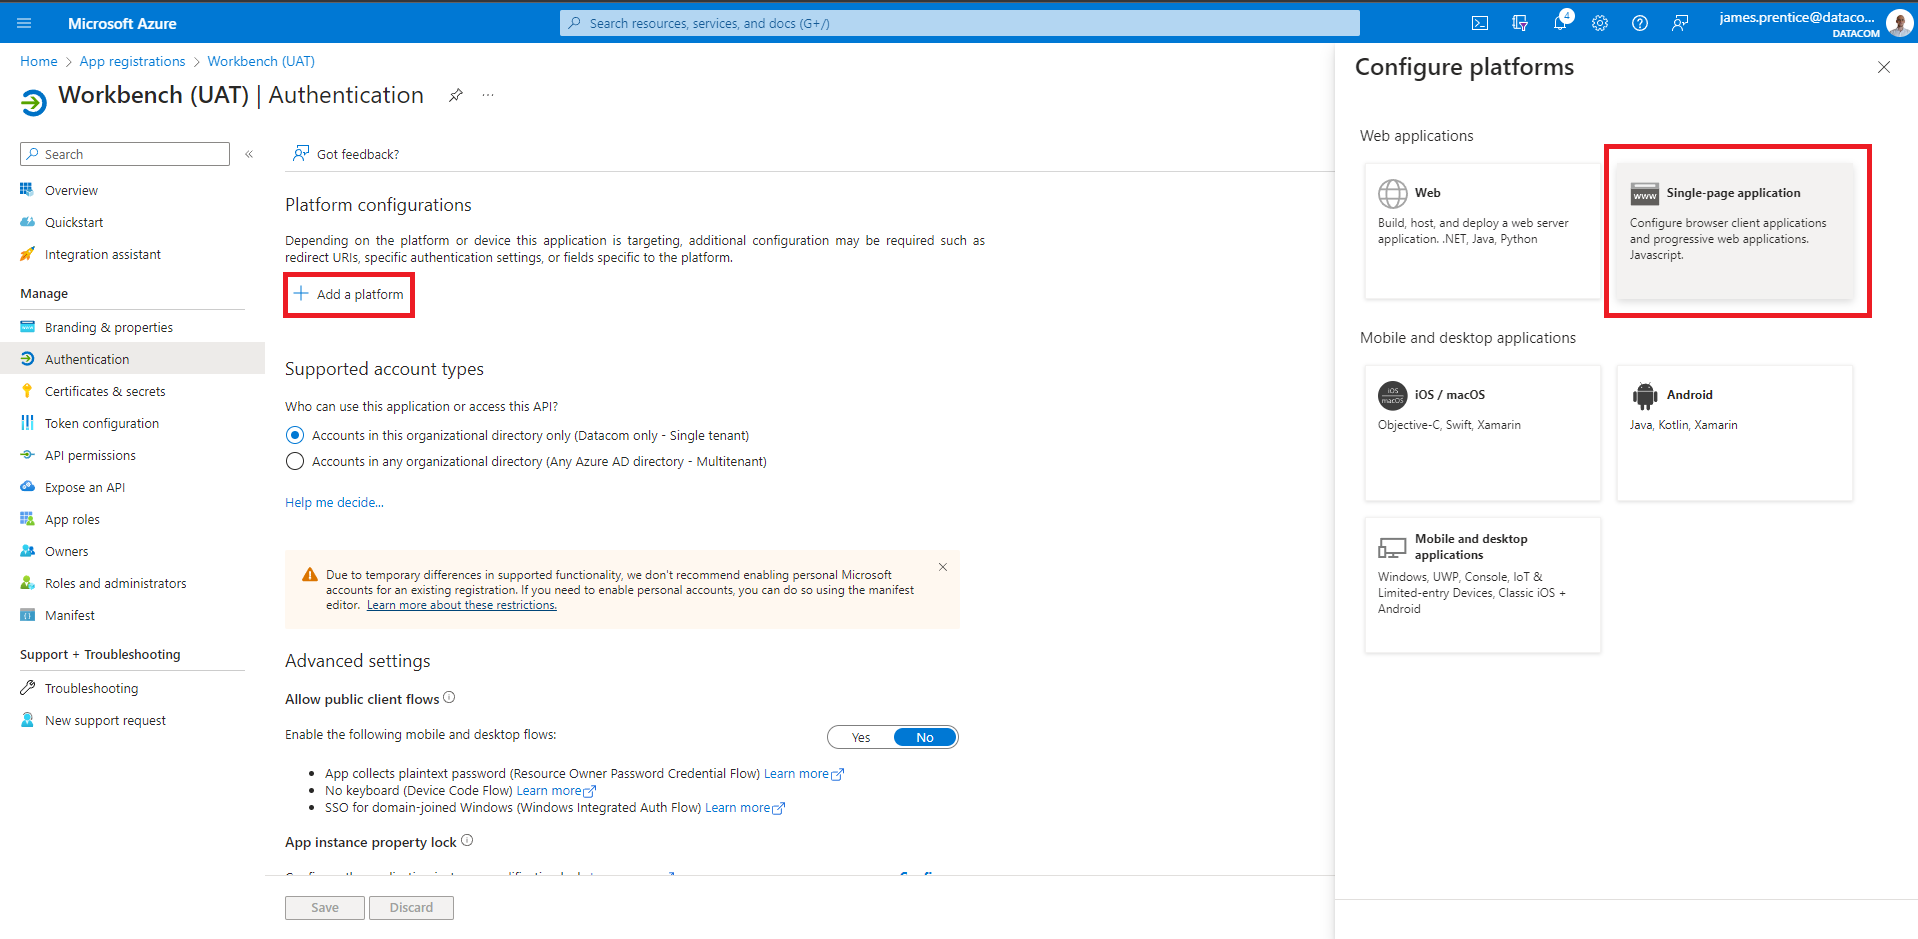 Microsoft Azure
Search resources, services, and docs (G+/)
4
james.prentice@dataco...
DATACOM
Home > App registrations > Workbench (UAT)
Workbench (UAT) | Authentication
...
Search
«
Overview
Quickstart
Integration assistant
Manage
Branding & properties
Authentication
Certificates & secrets
Token configuration
API permissions
Expose an API
App roles
Owners
Roles and administrators
Manifest
Support + Troubleshooting
Troubleshooting
New support request
Got feedback?
Platform configurations
Depending on the platform or device this application is targeting, additional configuration may be required such as
redirect URIs, specific authentication settings, or fields specific to the platform.
Add a platform
Supported account types
Who can use this application or access this API?
Accounts in this organizational directory only (Datacom only - Single tenant)
Accounts in any organizational directory (Any Azure AD directory - Multitenant)
Help me decide...
Due to temporary differences in supported functionality, we don't recommend enabling personal Microsoft
accounts for an existing registration. If you need to enable personal accounts, you can do so using the manifest
editor. Learn more about these restrictions.
Advanced settings
Allow public client flows
Enable the following mobile and desktop flows:
Yes No
• App collects plaintext password (Resource Owner Password Credential Flow) Learn more
• No keyboard (Device Code Flow) Learn more
• SSO for domain-joined Windows (Windows Integrated Auth Flow) Learn more
App instance property lock
Save
Discard
Configure platforms
Web applications
Web
Build, host, and deploy a web server
application. .NET, Java, Python
www
Single-page application
Configure browser client applications
and progressive web applications.
Javascript.
Mobile and desktop applications
iOS
macOS
iOS / macOS
Objective-C, Swift, Xamarin
Android
Java, Kotlin, Xamarin
Mobile and desktop
applications
Windows, UWP, Console, IoT &
Limited-entry Devices, Classic iOS +
Android